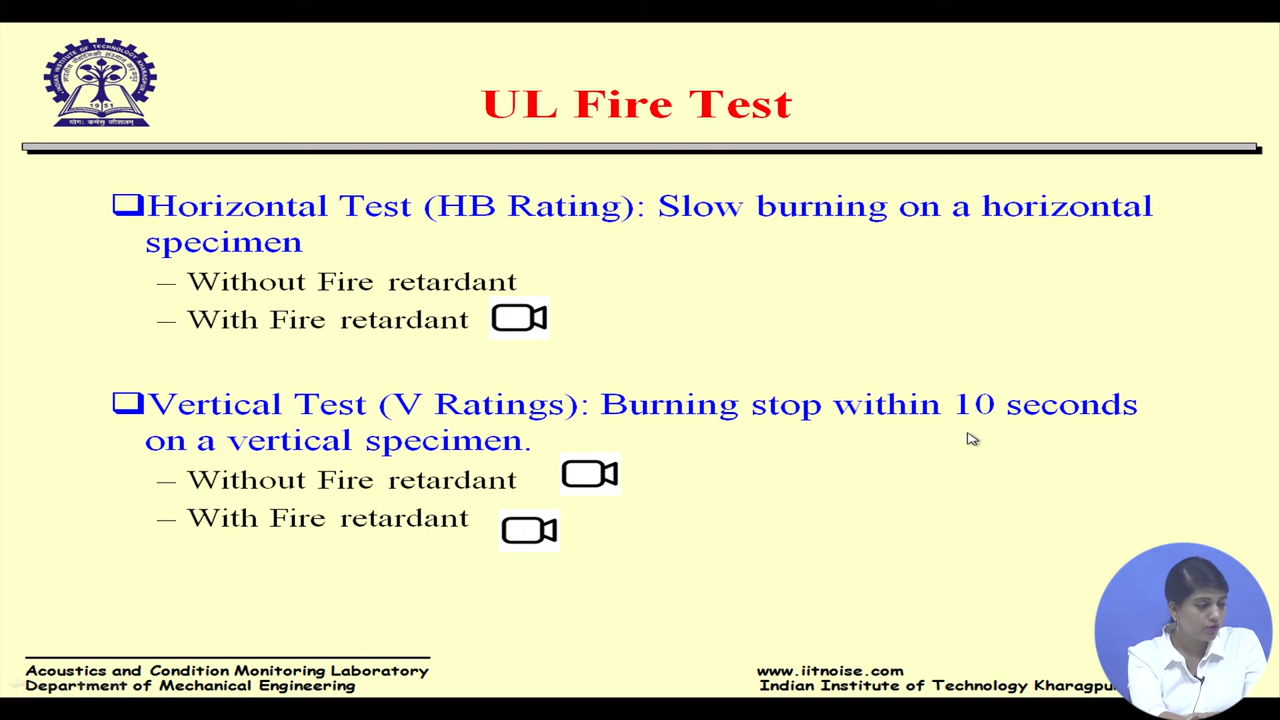 UL Fire Test
Horizontal Test (HB Rating): Slow burning on a horizontal
specimen
– Without Fire retardant
– With Fire retardant
Vertical Test (V Ratings): Burning stop within 10 seconds
on a vertical specimen.
– Without Fire retardant
– With Fire retardant
Acoustics and Condition Monitoring Laboratory
Department of Mechanical Engineering
www.iitnoise.com
Indian Institute of Technology Kharagpu